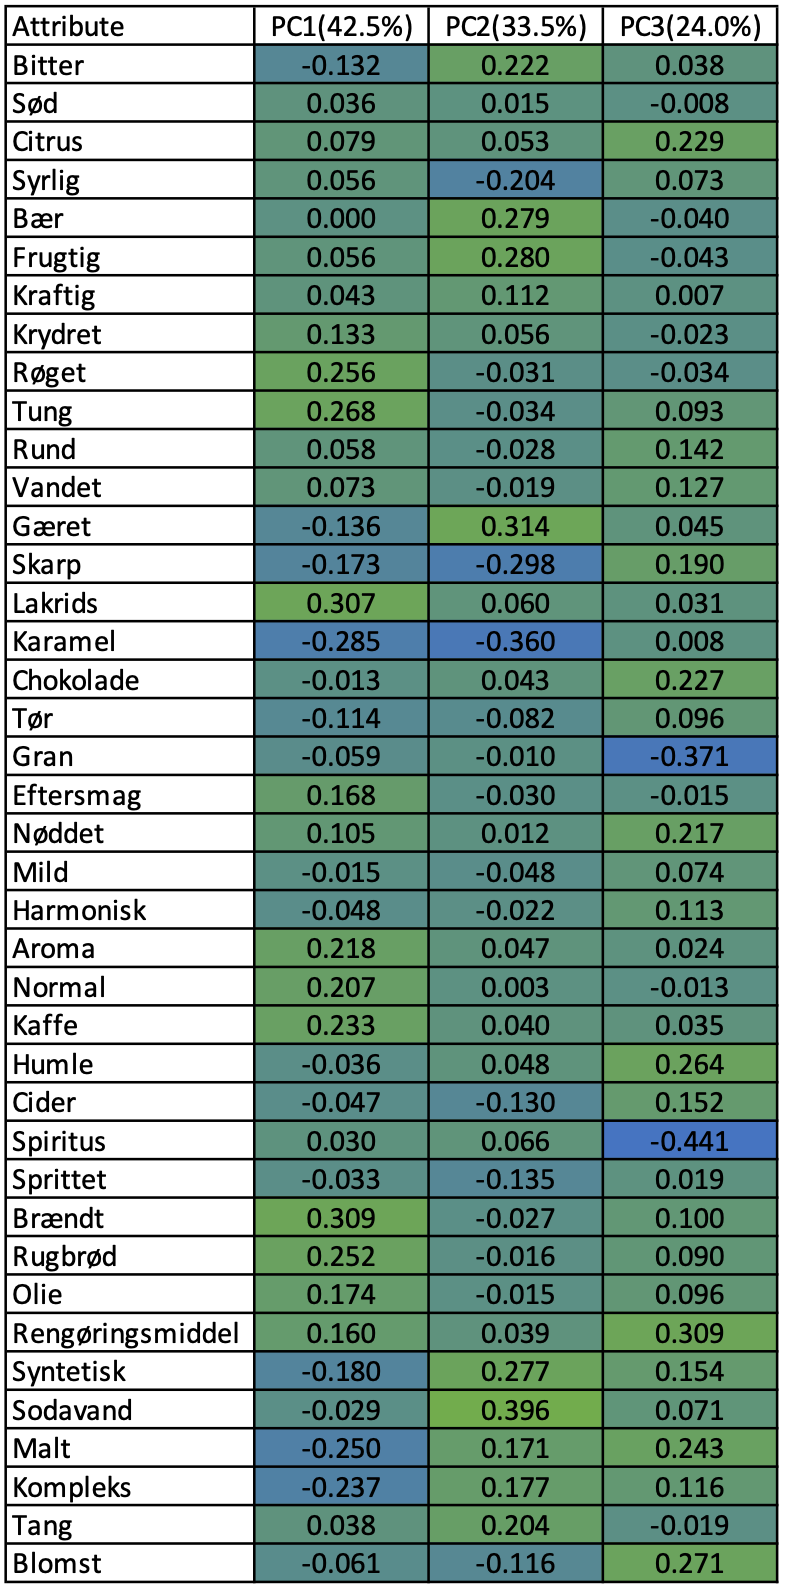 Attribute PC1(42.5%) PC2(33.5%) PC3(24.0%)
Bitter -0.132 0.222 0.038
Sød 0.036 0.015 -0.008
Citrus 0.079 0.053 0.229
Syrlig 0.056 -0.204 0.073
Bær 0.000 0.279 -0.040
Frugtig 0.056 0.280 -0.043
Kraftig 0.043 0.112 0.007
Krydret 0.133 0.056 -0.023
Røget 0.256 -0.031 -0.034
Tung 0.268 -0.034 0.093
Rund 0.058 -0.028 0.142
Vandet 0.073 -0.019 0.127
Gæret -0.136 0.314 0.045
Skarp -0.173 -0.298 0.190
Lakrids 0.307 0.060 0.031
Karamel -0.285 -0.360 0.008
Chokolade -0.013 0.043 0.227
Tør -0.114 -0.082 0.096
Gran -0.059 -0.010 -0.371
Eftersmag 0.168 -0.030 -0.015
Nøddet 0.105 0.012 0.217
Mild -0.015 -0.048 0.074
Harmonisk -0.048 -0.022 0.113
Aroma 0.218 0.047 0.024
Normal 0.207 0.003 -0.013
Kaffe 0.233 0.040 0.035
Humle -0.036 0.048 0.264
Cider -0.047 -0.130 0.152
Spiritus 0.030 0.066 -0.441
Sprittet -0.033 -0.135 0.019
Brændt 0.309 -0.027 0.100
Rugbrød 0.252 -0.016 0.090
Olie 0.174 -0.015 0.096
Rengøringsmiddel 0.160 0.039 0.309
Syntetisk -0.180 0.277 0.154
Sodavand -0.029 0.396 0.071
Malt -0.250 0.171 0.243
Kompleks -0.237 0.177 0.116
Tang 0.038 0.204 -0.019
Blomst -0.061 -0.116 0.271